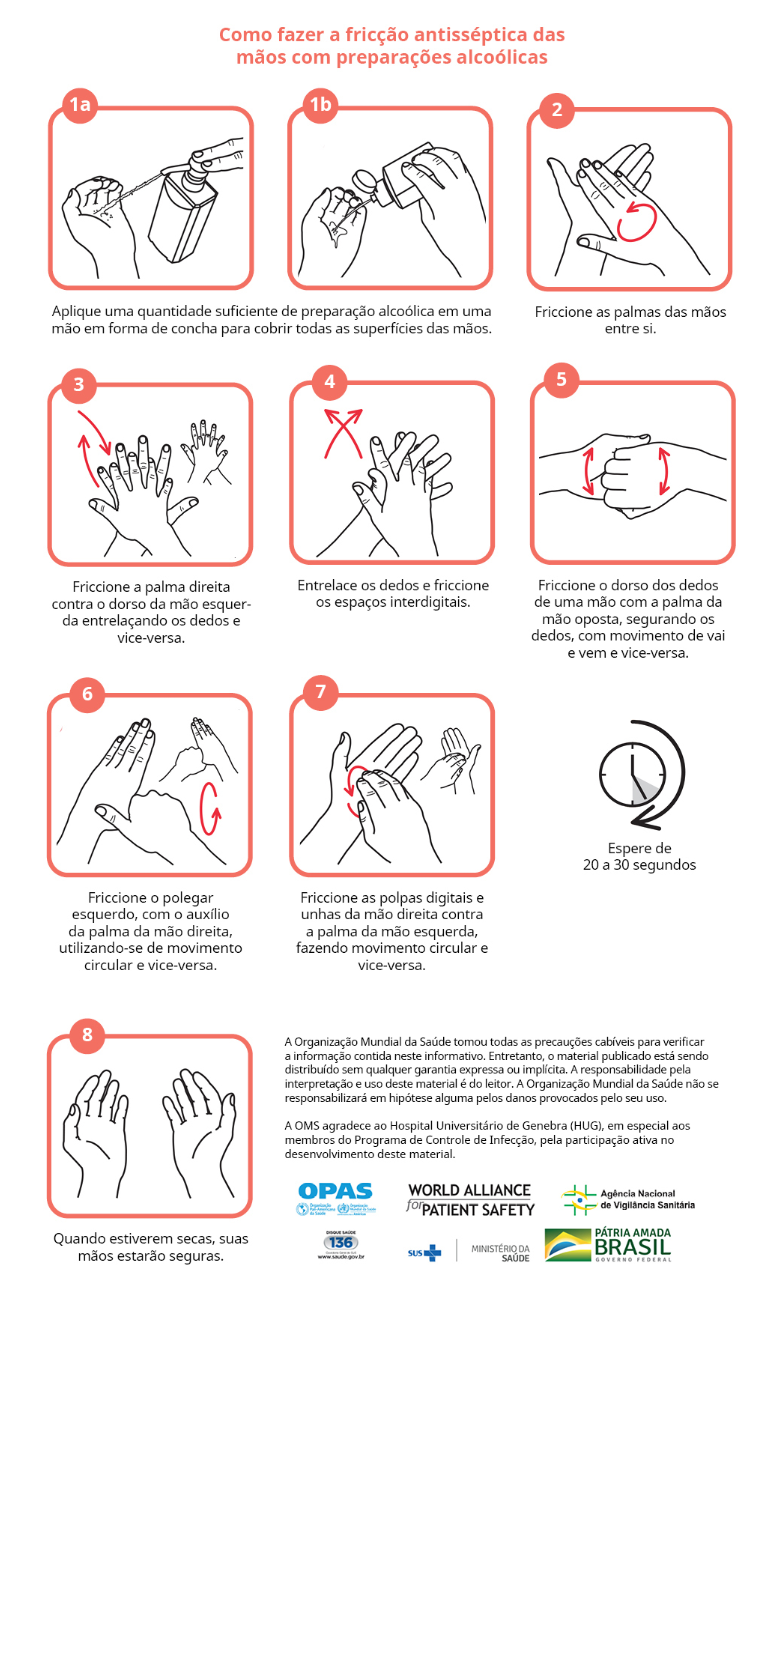 Como fazer a fricção antisséptica das
mãos com preparações alcoólicas
1a
1b
Aplique uma quantidade suficiente de preparação alcoólica em uma
mão em forma de concha para cobrir todas as superfícies das mãos.
2
Friccione as palmas das mãos
entre si.
3
Friccione a palma direita
contra o dorso da mão esquer-
da entrelaçando os dedos e
vice-versa.
4
Entrelace os dedos e friccione
os espaços interdigitais.
5
Friccione o dorso dos dedos
de uma mão com a palma da
mão oposta, segurando os
dedos, com movimento de vai
e vem e vice-versa.
6
Friccione o polegar
esquerdo, com o auxílio
da palma da mão direita,
utilizando-se de movimento
circular e vice-versa.
7
Friccione as polpas digitais e
unhas da mão direita contra
a palma da mão esquerda,
fazendo movimento circular e
vice-versa.
Espere de
20 a 30 segundos
8
Quando estiverem secas, suas
mãos estarão seguras.
A Organização Mundial da Saúde tomou todas as precauções cabíveis para verificar
a informação contida neste informativo. Entretanto, o material publicado está sendo
distribuído sem qualquer garantia expressa ou implícita. A responsabilidade pela
interpretação e uso deste material é do leitor. A Organização Mundial da Saúde não se
responsabilizará em hipótese alguma pelos danos provocados pelo seu uso.
A OMS agradece ao Hospital Universitário de Genebra (HUG), em especial aos
membros do Programa de Controle de Infecção, pela participação ativa no
desenvolvimento deste material.
OPAS
Organização
Pan-Americana
da Saúde
Organização
Mundial da Saúde
WORLD ALLIANCE
for PATIENT SAFETY
Agência Nacional
de Vigilância Sanitária
DISQUE SAÚDE
136
www.saude.gov.br
SUS
MINISTÉRIO DA
SAÚDE
PÁTRIA AMADA
BRASIL
GOVERNO FEDERAL